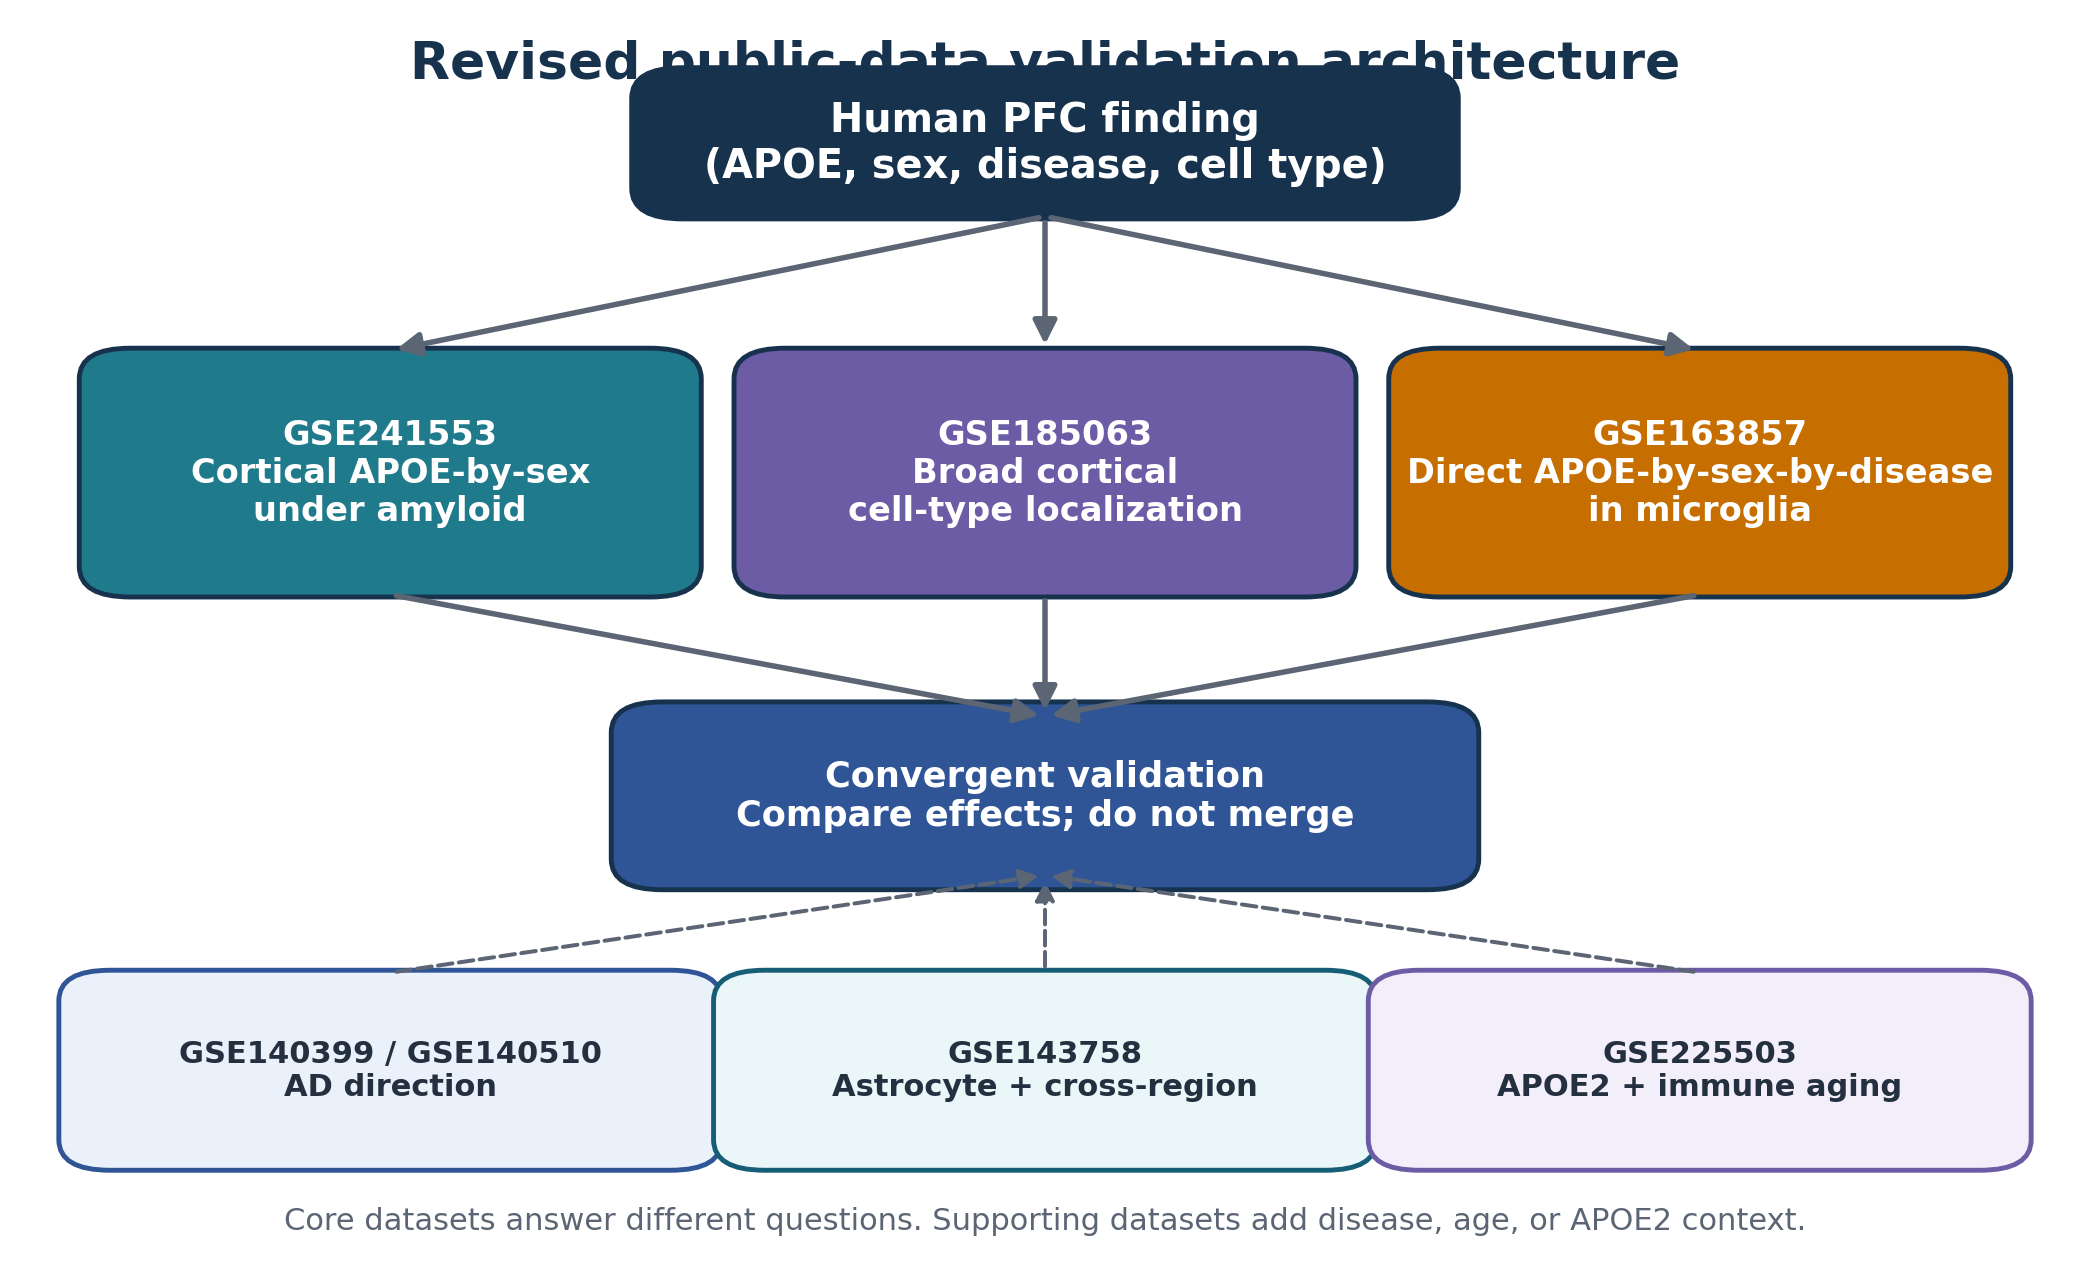 Revised public-data validation architecture
Human PFC finding
(APOE, sex, disease, cell type)
GSE241553
Cortical APOE-by-sex
under amyloid
GSE185063
Broad cortical
cell-type localization
GSE163857
Direct APOE-by-sex-by-disease
in microglia
Convergent validation
Compare effects; do not merge
GSE140399 / GSE140510
AD direction
GSE143758
Astrocyte + cross-region
GSE225503
APOE2 + immune aging
Core datasets answer different questions. Supporting datasets add disease, age, or APOE2 context.